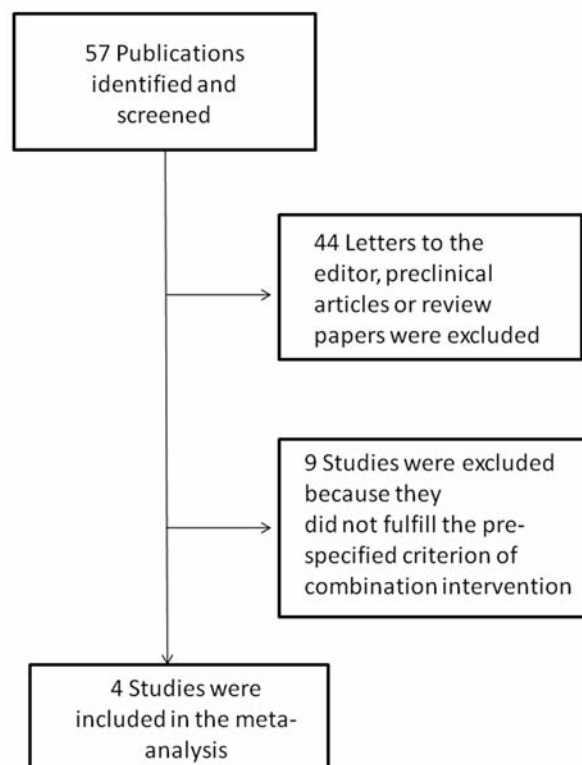 57 Publications
identified and
screened
44 Letters to the
editor, preclinical
articles or review
papers were excluded
9 Studies were excluded
because they
did not fulfill the pre-
specified criterion of
combination intervention
4 Studies were
included in the meta-
analysis